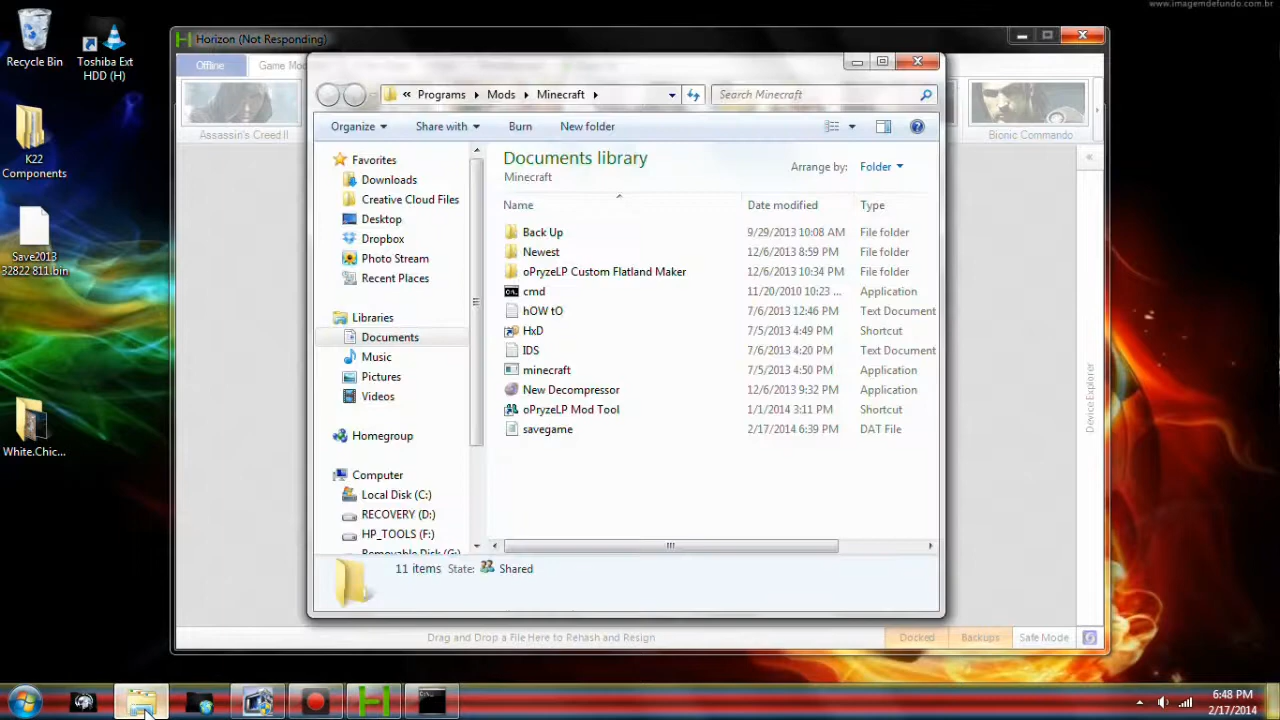 www.imagemdefundo.com.br
Recycle Bin
Toshiba Ext
HDD (H)
K22
Components
Save2013
32822 811.bin
White.Chic...
Horizon (Not Responding)
Offline
Game Mod
Assassin's Creed II
Bionic Commando
«
Programs
Mods
Minecraft
Search Minecraft
Organize
Share with
Burn
New folder
Documents library
Minecraft
Arrange by:
Folder
Name
Date modified
Type
Favorites
Downloads
Creative Cloud Files
Desktop
Dropbox
Photo Stream
Recent Places
Libraries
Documents
Music
Pictures
Videos
Homegroup
Computer
Local Disk (C:)
RECOVERY (D:)
HP_TOOLS (F:)
Removable Disk (G:)
Back Up 9/29/2013 10:08 AM File folder
Newest 12/6/2013 8:59 PM File folder
oPryzeLP Custom Flatland Maker 12/6/2013 10:34 PM File folder
cmd 11/20/2010 10:23 ... Application
hOW tO 7/6/2013 12:46 PM Text Document
HxD 7/5/2013 4:49 PM Shortcut
IDS 7/6/2013 4:20 PM Text Document
minecraft 7/5/2013 4:50 PM Application
New Decompressor 12/6/2013 9:32 PM Application
oPryzeLP Mod Tool 1/1/2014 3:11 PM Shortcut
savegame 2/17/2014 6:39 PM DAT File
11 items State: Shared
Device Explorer
Drag and Drop a File Here to Rehash and Resign
Docked
Backups
Safe Mode
6:48 PM
2/17/2014